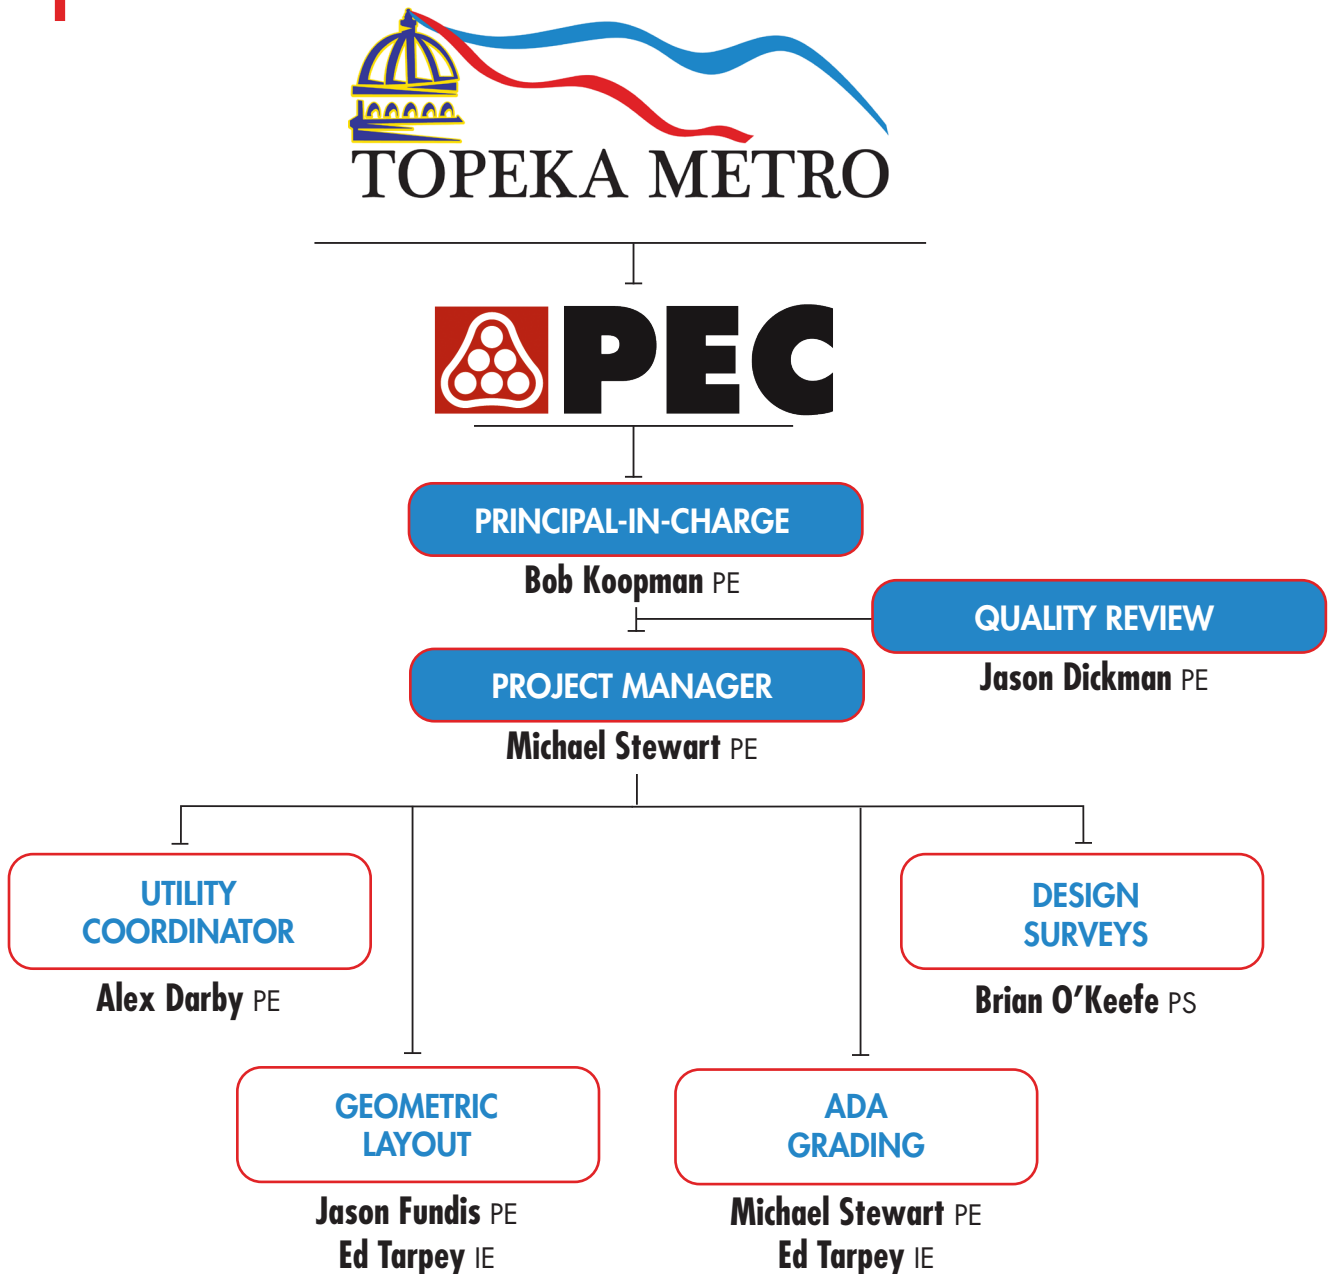 TOPEKA METRO
PEC
PRINCIPAL-IN-CHARGE
Bob Koopman PE
QUALITY REVIEW
Jason Dickman PE
PROJECT MANAGER
Michael Stewart PE
UTILITY
COORDINATOR
Alex Darby PE
DESIGN
SURVEYS
Brian O’Keefe PS
GEOMETRIC
LAYOUT
Jason Fundis PE
Ed Tarpey IE
ADA
GRADING
Michael Stewart PE
Ed Tarpey IE